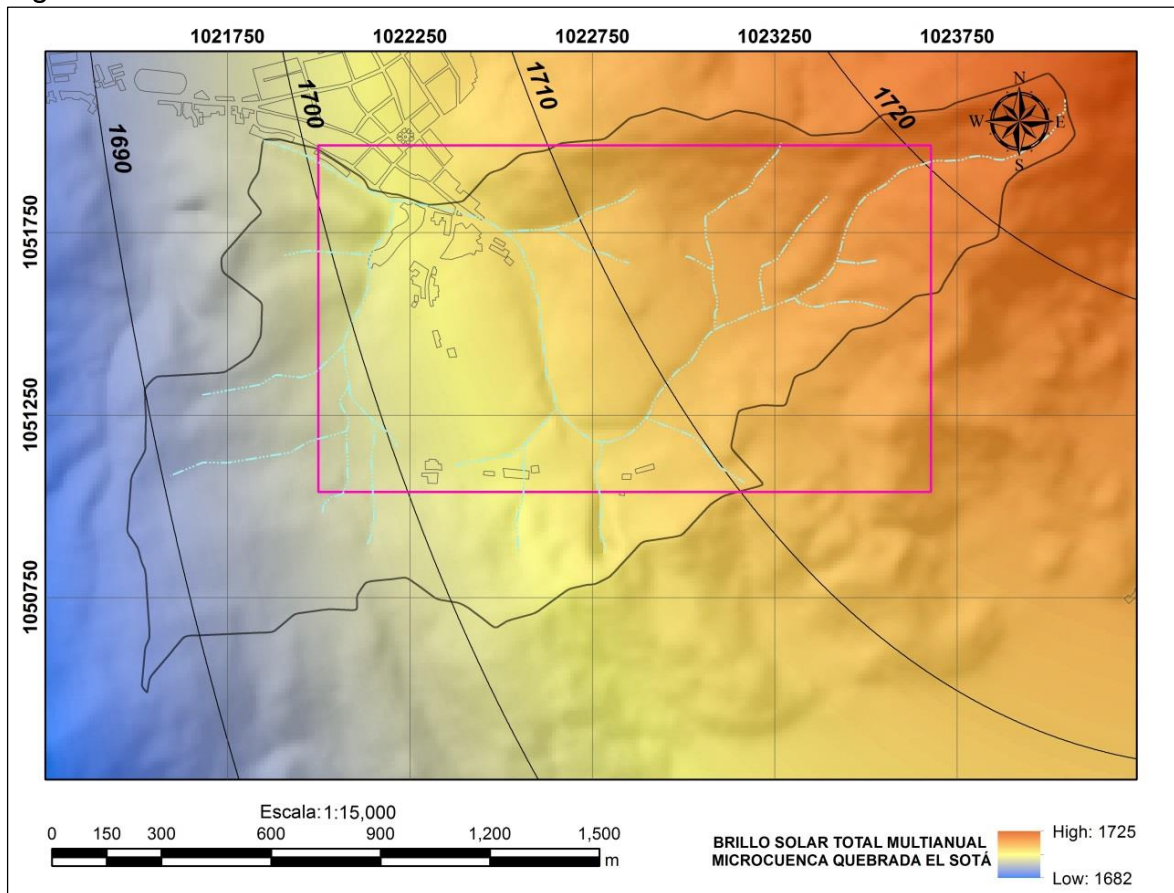 1021750 1022250 1022750 1023250 1023750
1690
1700
1710
1720
N
W E
S
1051750
1051250
1050750
Escala: 1:15,000
0 150 300 600 900 1,200 1,500
m
BRILLO SOLAR TOTAL MULTIANUAL
MICROCUENCA QUEBRADA EL SOTÁ
High: 1725
Low: 1682